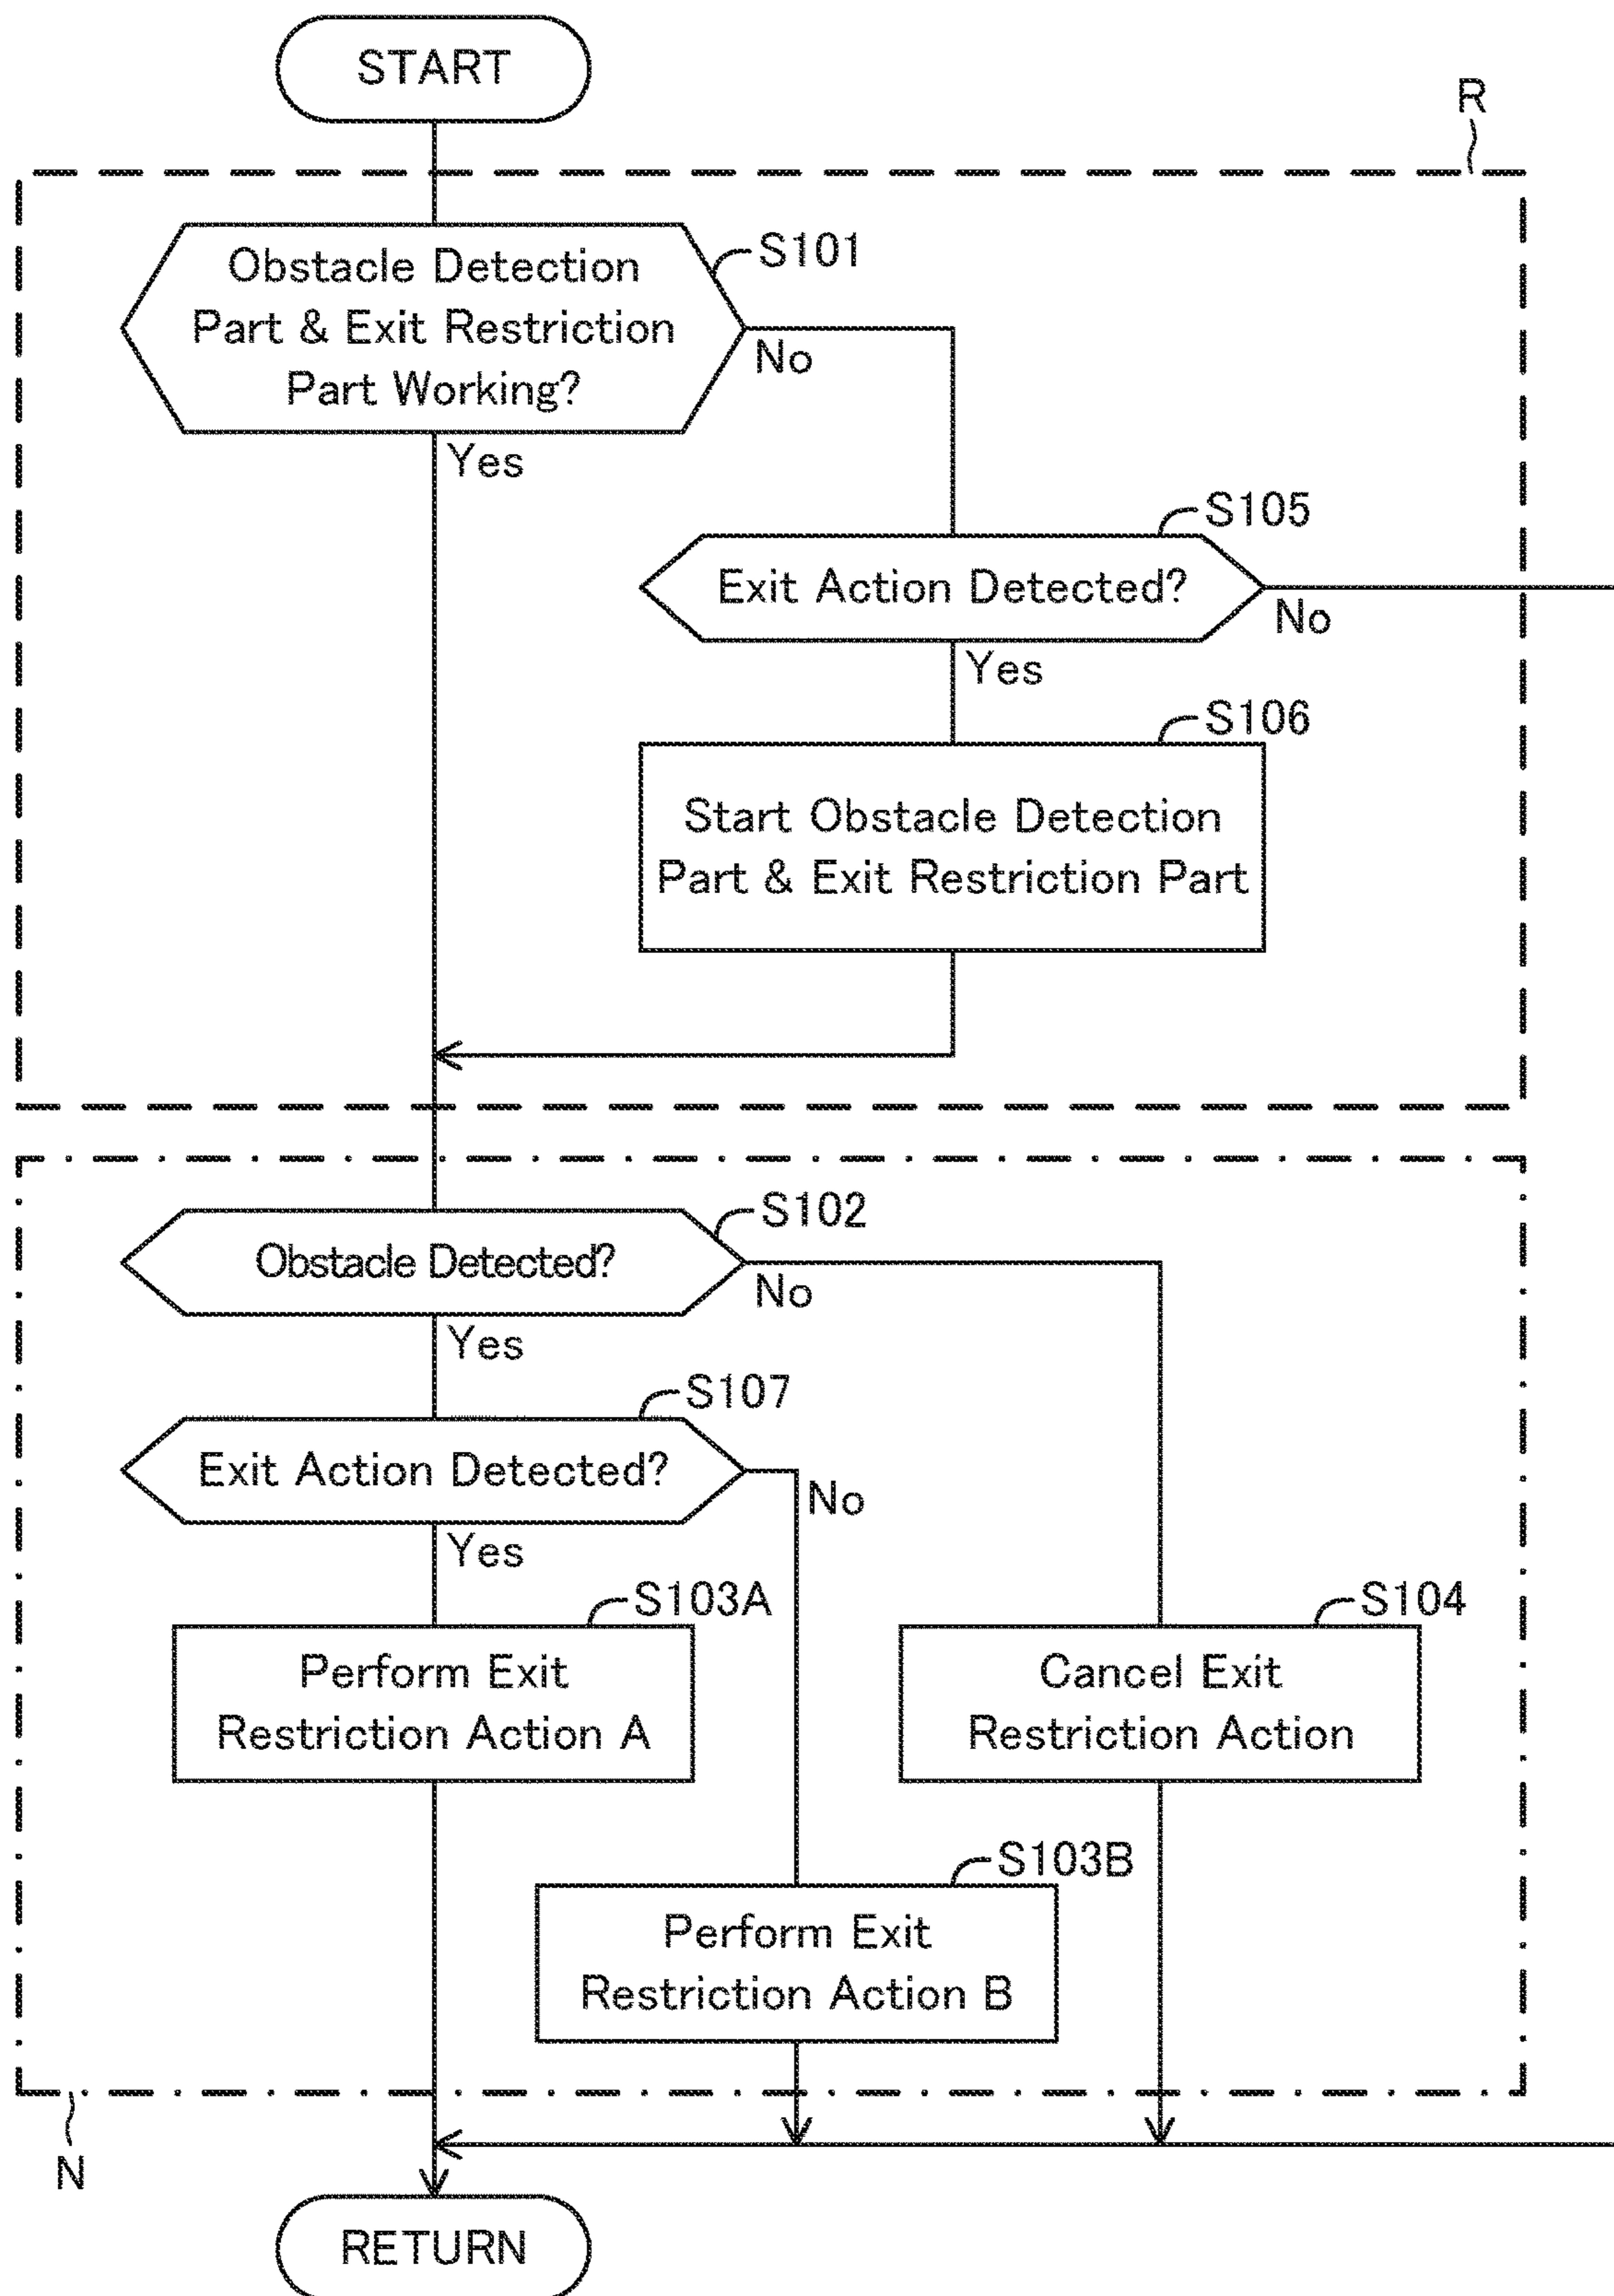 START
R
S101
Obstacle Detection
Part & Exit Restriction
Part Working?
No
Yes
S105
Exit Action Detected?
No
Yes
S106
Start Obstacle Detection
Part & Exit Restriction Part
S102
Obstacle Detected?
No
Yes
S107
Exit Action Detected?
No
Yes
S103A
Perform Exit
Restriction Action A
S104
Cancel Exit
Restriction Action
S103B
Perform Exit
Restriction Action B
N
RETURN